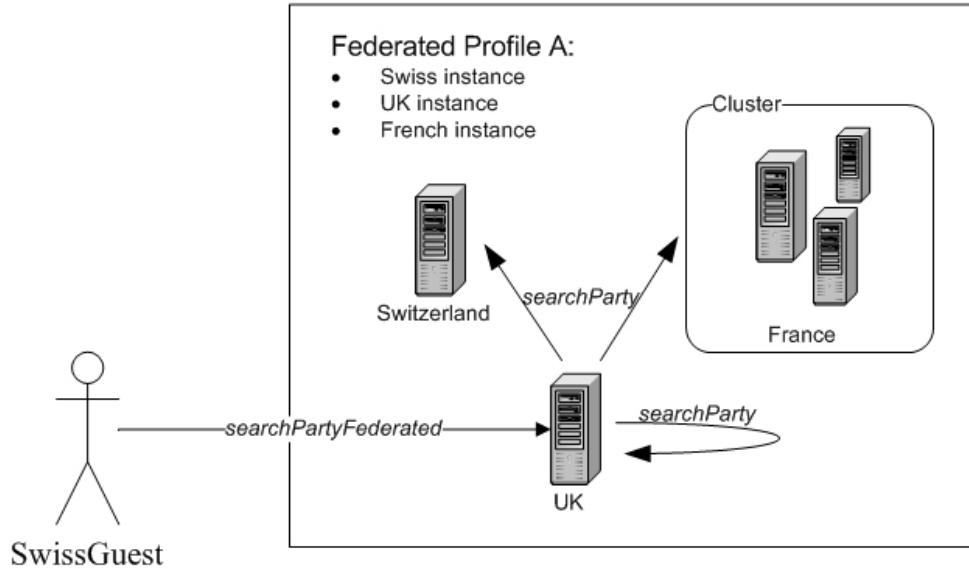 Federated Profile A:
• Swiss instance
• UK instance
• French instance
Cluster
searchParty
Switzerland
France
searchPartyFederated
searchParty
UK
SwissGuest